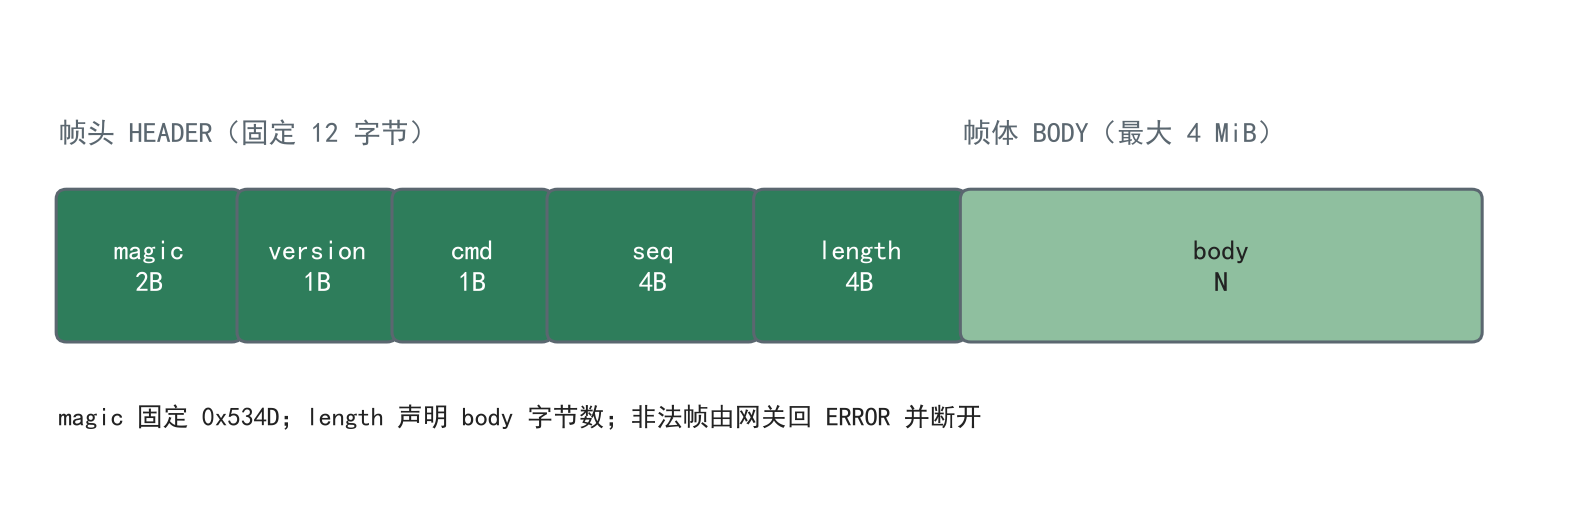 帧头 HEADER（固定 12 字节）
帧体 BODY（最大 4 MiB）
magic
2B
version
1B
cmd
1B
seq
4B
length
4B
body
N
magic 固定 0x534D；length 声明 body 字节数；非法帧由网关回 ERROR 并断开